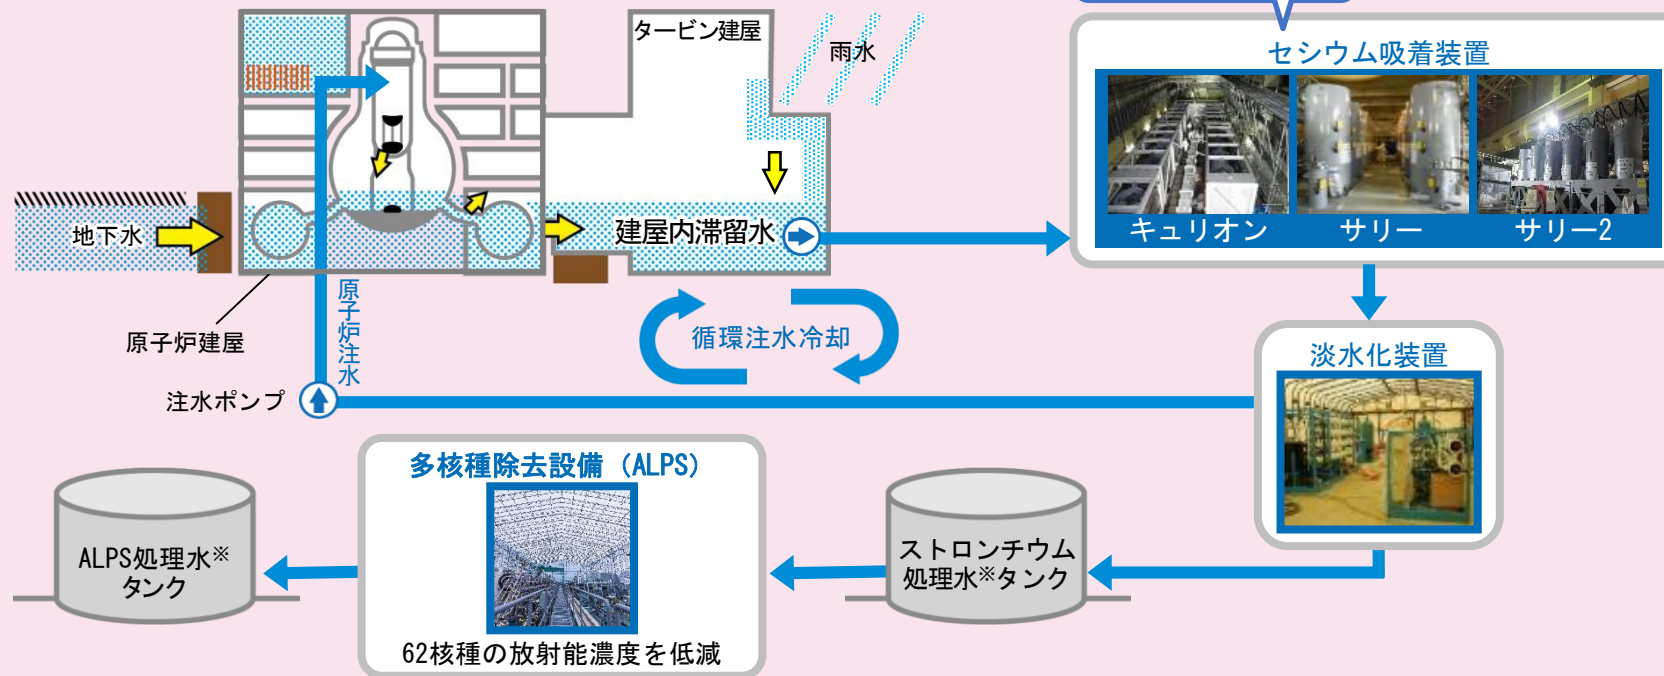 タービン建屋
雨水
セシウム吸着装置
キュリオン
サリー
サリー2
地下水
建屋内滞留水
原子炉建屋
原子炉注水
循環注水冷却
淡水化装置
注水ポンプ
多核種除去設備（ALPS）
62核種の放射能濃度を低減
ALPS処理水※
タンク
ストロンチウム
処理水※タンク